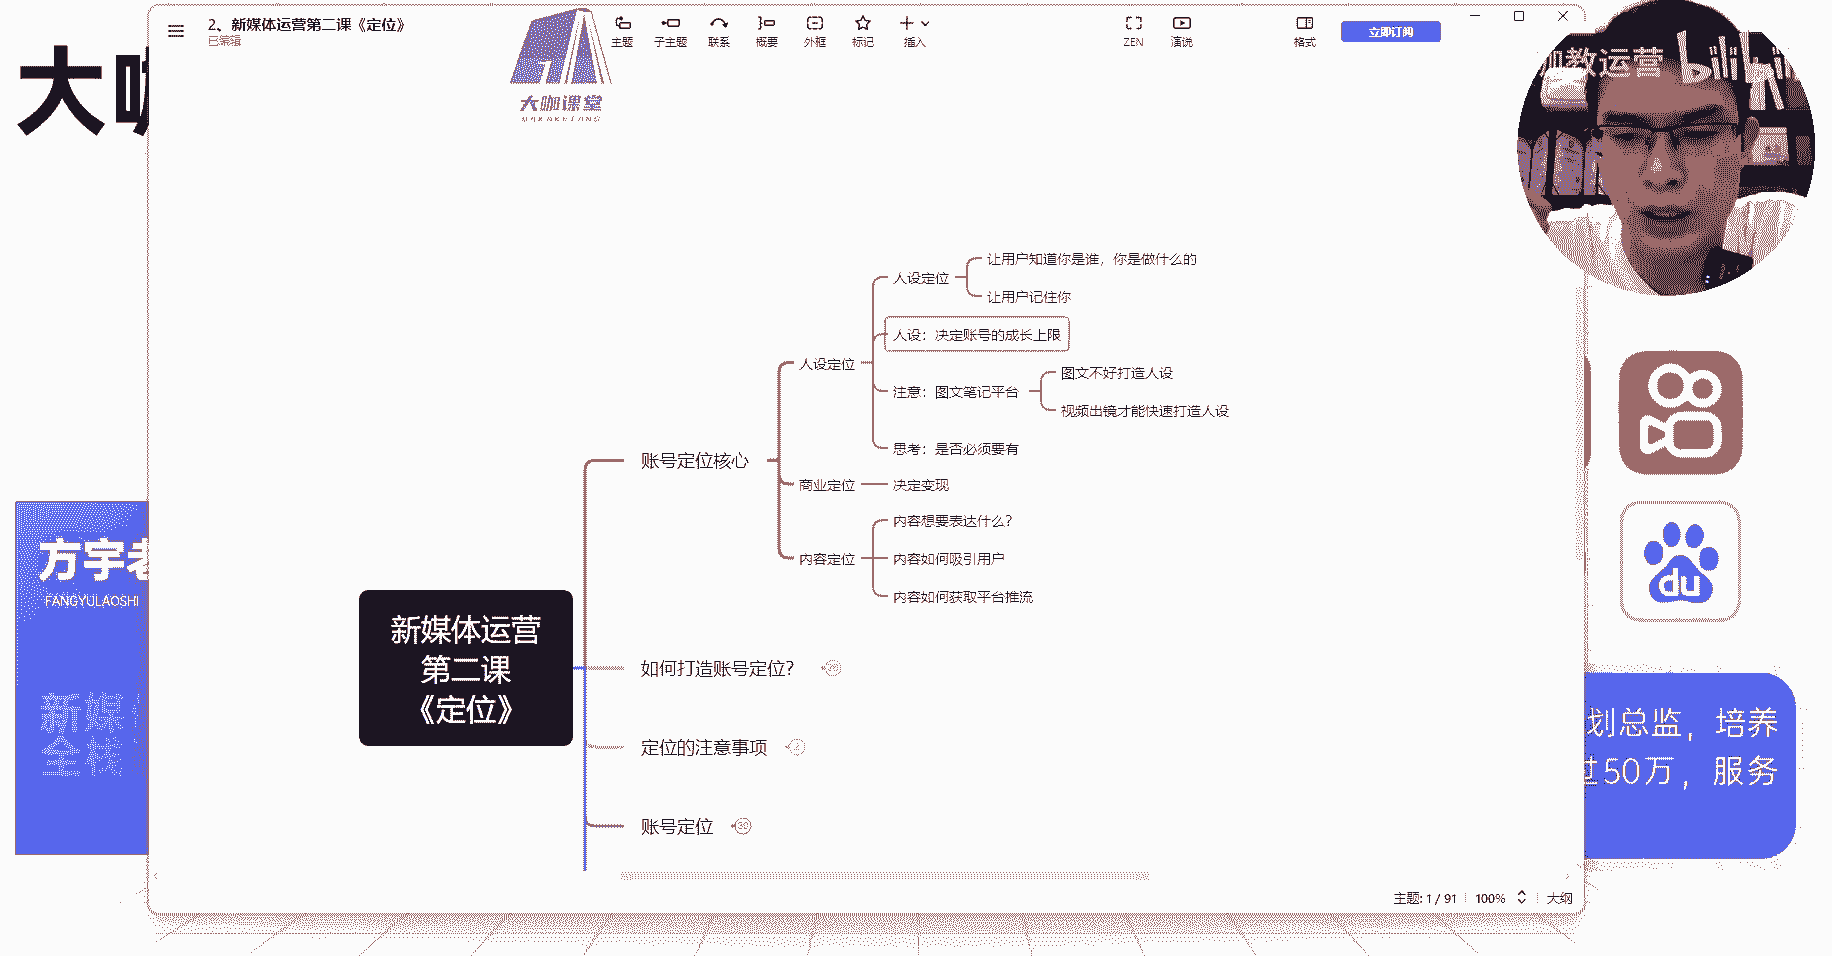 2、新媒体运营第二课《定位》
已编辑
大咖课堂
主题
子主题
联系
概要
外框
标记
插入
ZEN
演说
格式
立即订阅
咖教运营 bilibili
大咖
让用户知道你是谁，你是做什么的
人设定位
让用户记住你
人设：决定账号的成长上限
人设定位
图文不好打造人设
注意：图文笔记平台
视频出镜才能快速打造人设
思考：是否必须要有
账号定位核心
商业定位
决定变现
内容想要表达什么？
内容定位
内容如何吸引用户
内容如何获取平台推流
新媒体运营
第二课
《定位》
如何打造账号定位？
定位的注意事项
2
账号定位
39
方宇老
FANGYULAOSHI
新媒体
全栈
du
划总监，培养
过50万，服务
主题: 1 / 91
100%
大纲